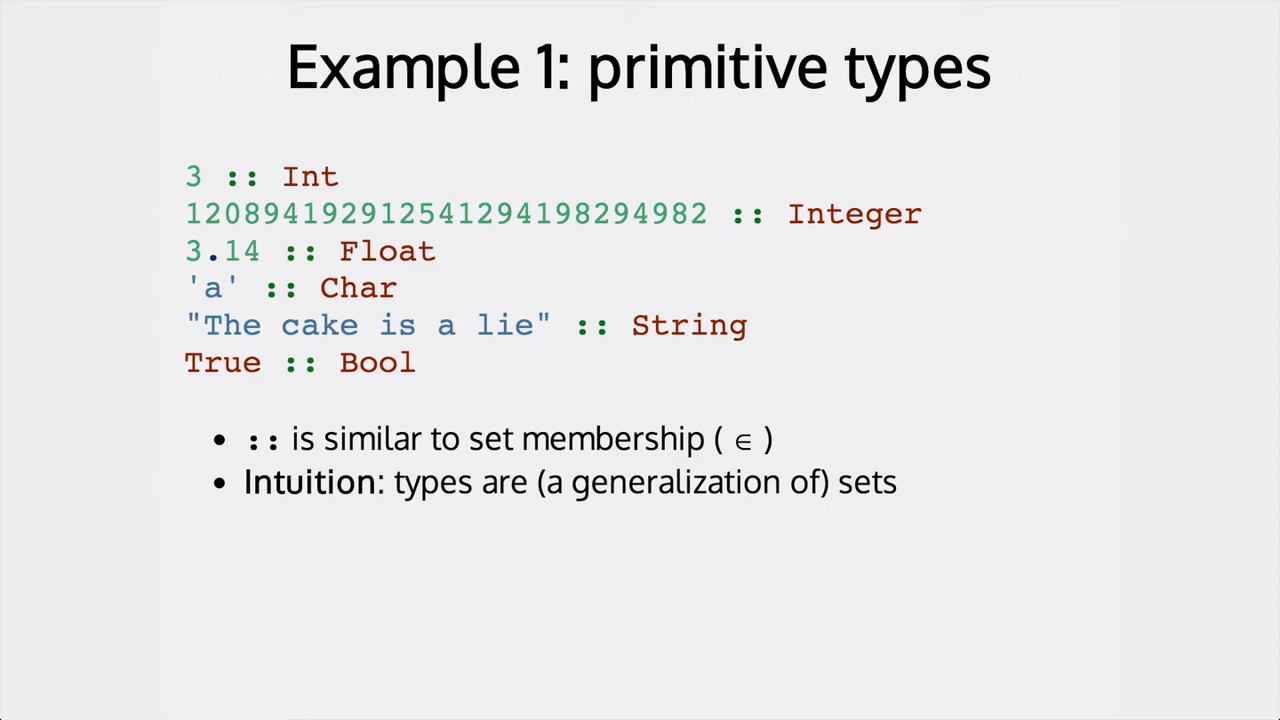 Example 1: primitive types
3 :: Int
120894192912541294198294982 :: Integer
3.14 :: Float
'a' :: Char
"The cake is a lie" :: String
True :: Bool
• :: is similar to set membership ( ∈ )
• Intuition: types are (a generalization of) sets